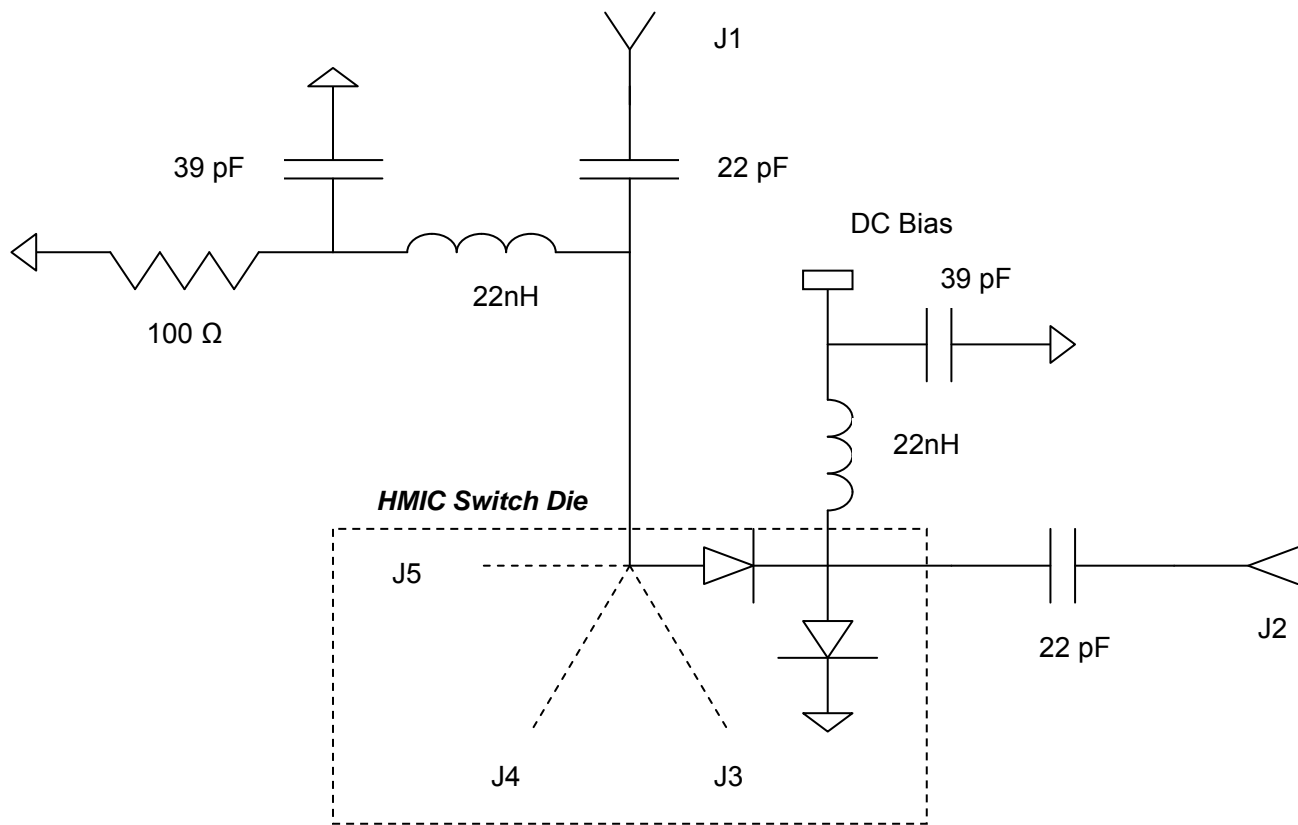 J1
39 pF
22 pF
DC Bias
39 pF
22nH
100 Ω
22nH
HMIC Switch Die
J5
J2
22 pF
J4
J3